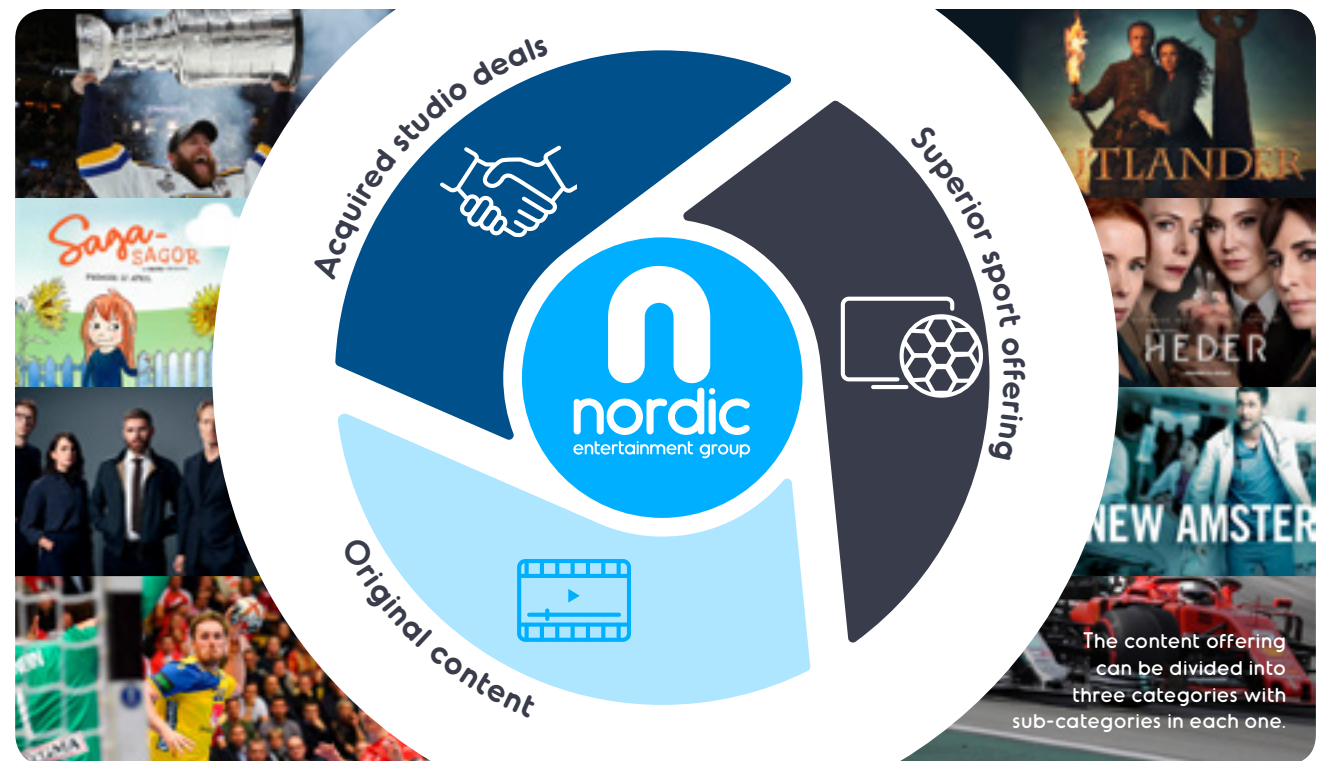 Acquired studio deals
Superior sport offering
Original content
nordic
entertainment group
Saga-
SAGOR
UTLANDER
HEDER
NEW AMSTER
The content offering
can be divided into
three categories with
sub-categories in each one.